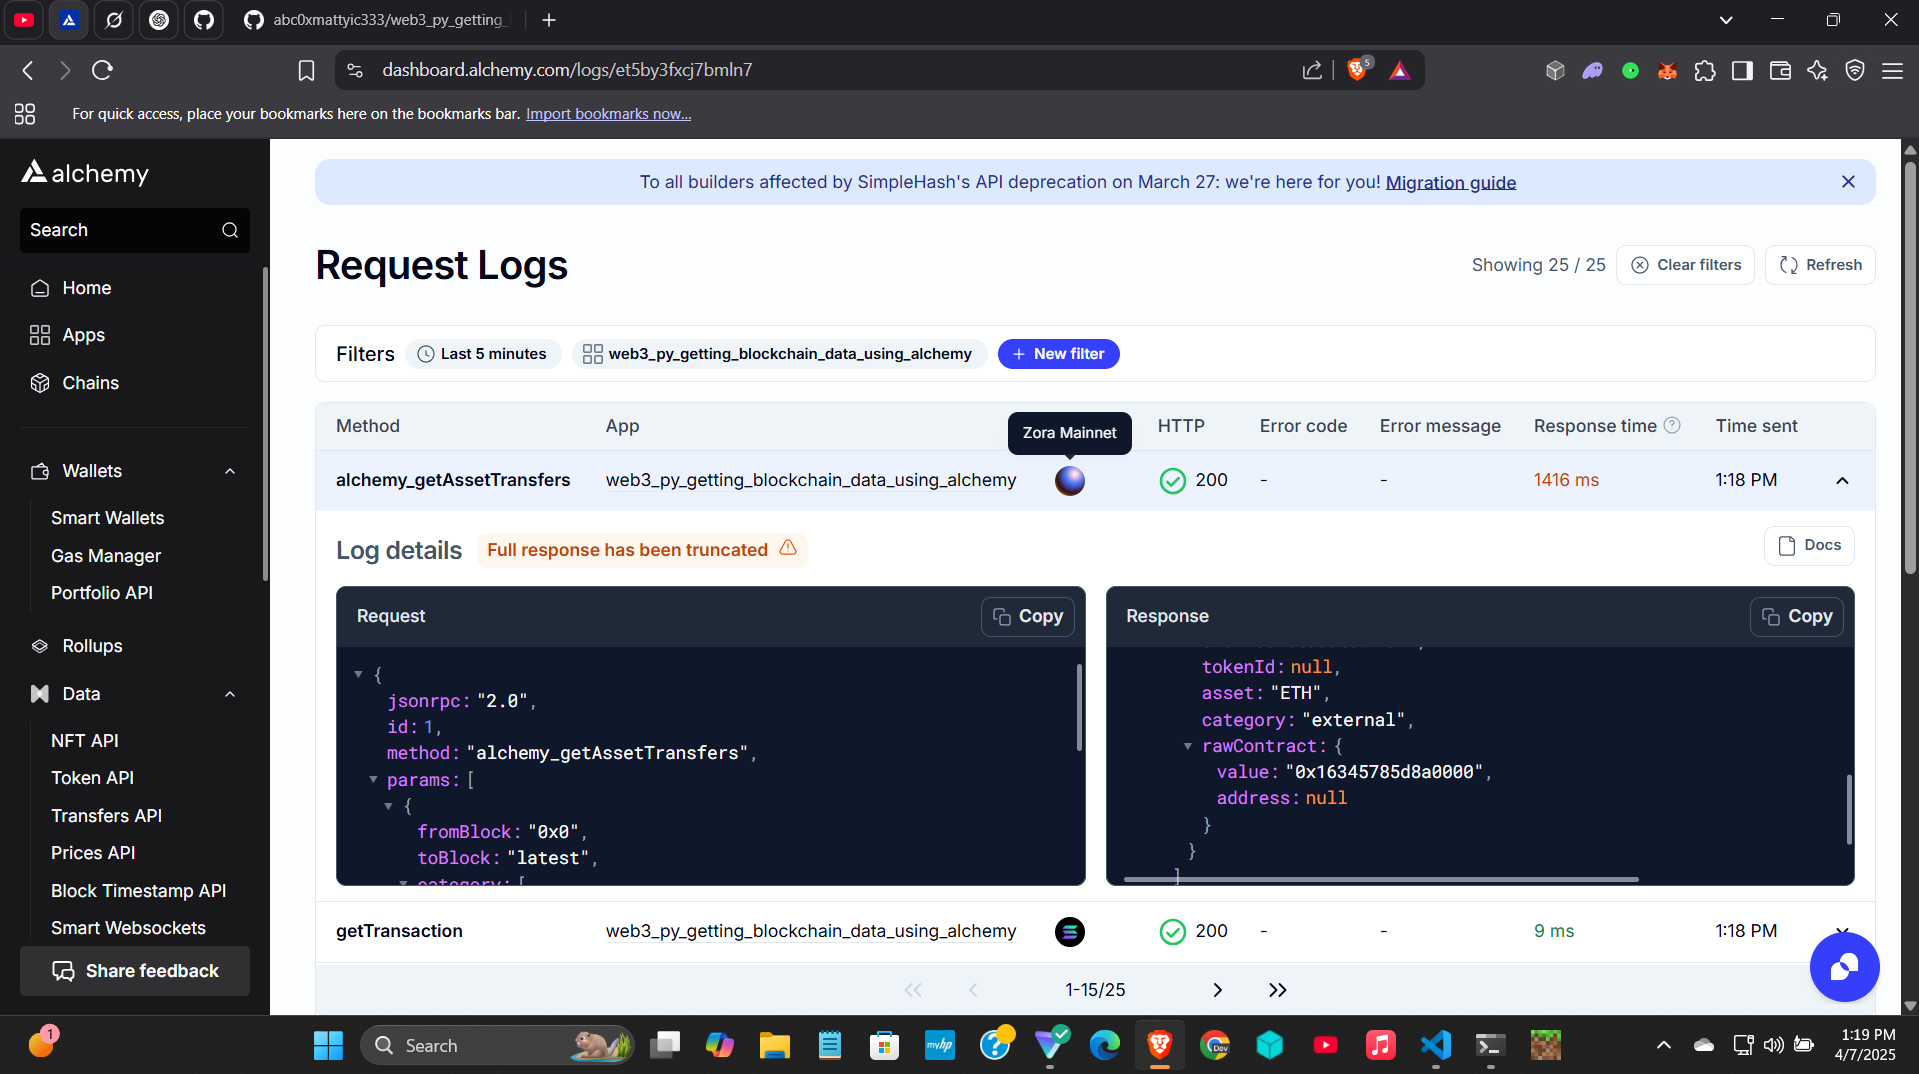 abc0xmattyic333/web3_py_getting_
dashboard.alchemy.com/logs/et5by3fxcj7bmln7
5
For quick access, place your bookmarks here on the bookmarks bar. Import bookmarks now...
alchemy
Search
Home
Apps
Chains
Wallets
Smart Wallets
Gas Manager
Portfolio API
Rollups
Data
NFT API
Token API
Transfers API
Prices API
Block Timestamp API
Smart Websockets
Share feedback
To all builders affected by SimpleHash's API deprecation on March 27: we're here for you! Migration guide
Request Logs
Showing 25 / 25
Clear filters
Refresh
Filters
Last 5 minutes
web3_py_getting_blockchain_data_using_alchemy
+ New filter
Method App HTTP Error code Error message Response time Time sent
Zora Mainnet
alchemy_getAssetTransfers web3_py_getting_blockchain_data_using_alchemy 200 - - 1416 ms 1:18 PM
Log details
Full response has been truncated
Docs
Request
Copy
{
jsonrpc: "2.0",
id: 1,
method: "alchemy_getAssetTransfers",
params: [
{
fromBlock: "0x0",
toBlock: "latest",
category: [
Response
Copy
tokenId: null,
asset: "ETH",
category: "external",
rawContract: {
value: "0x16345785d8a0000",
address: null
}
}
]
getTransaction web3_py_getting_blockchain_data_using_alchemy 200 - - 9 ms 1:18 PM
1-15/25
1
Search
myhp
Dev
1:19 PM
4/7/2025